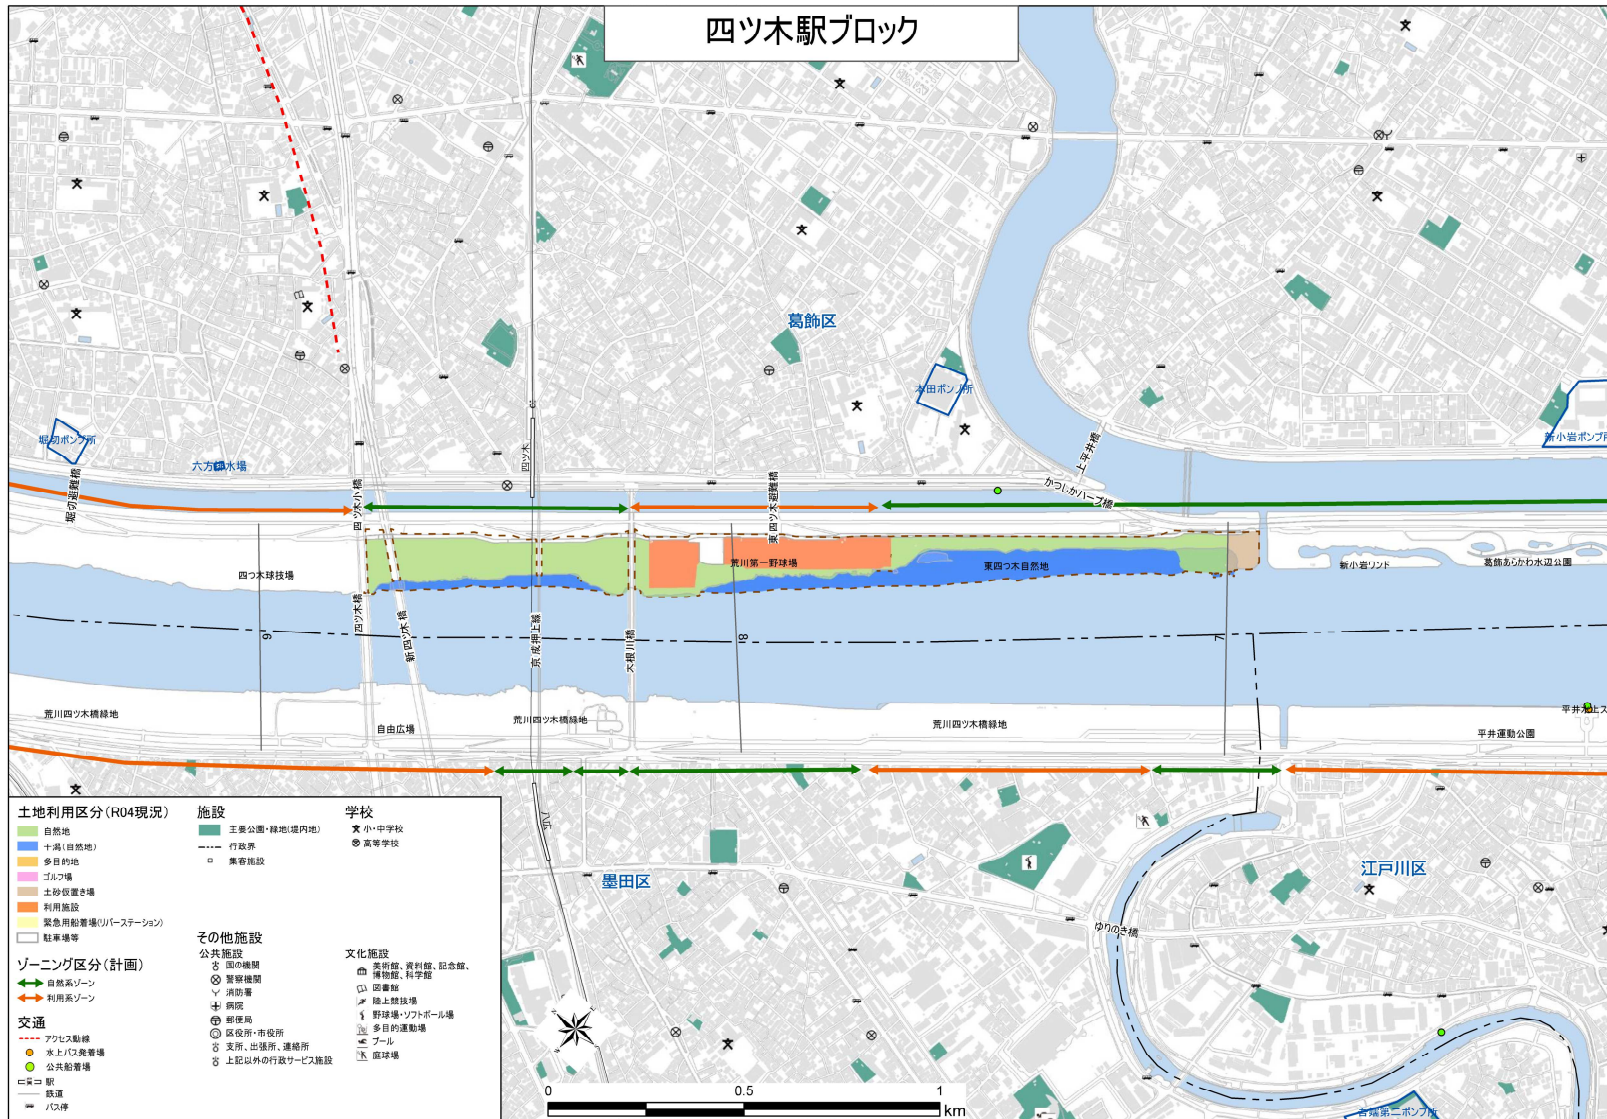 四ツ木駅ブロック
葛飾区
本田ポンプ所
堀切ポンプ所
六方排水場
新小岩ポンプ所
四ツ木
上平井橋
かつしかハープ橋
堀切避難橋
四ツ木小橋
東四ツ木避難橋
四つ木球技場
荒川第一野球場
東四つ木自然地
新小岩リンド
葛飾あらかわ水辺公園
四ツ木橋
新四ツ木橋
京成押上線
木根川橋
9
8
7
荒川四ツ木橋緑地
自由広場
荒川四ツ木橋緑地
荒川四ツ木橋緑地
平井運動公園
平井水上ス
八広
墨田区
江戸川区
ゆりのき橋
吾嬬第二ポンプ所
土地利用区分(R04現況)
自然地
干潟(自然地)
多目的地
ゴルフ場
土砂仮置き場
利用施設
緊急用船着場(リバーステーション)
駐車場等
ゾーニング区分(計画)
自然系ゾーン
利用系ゾーン
交通
アクセス動線
水上バス発着場
公共船着場
駅
鉄道
バス停
施設
主要公園・緑地(堤内地)
行政界
集客施設
学校
小・中学校
高等学校
その他施設
公共施設
国の機関
警察機関
消防署
病院
郵便局
区役所・市役所
支所、出張所、連絡所
上記以外の行政サービス施設
文化施設
美術館、資料館、記念館、
博物館、科学館
図書館
陸上競技場
野球場・ソフトボール場
多目的運動場
プール
庭球場
0 0.5 1
km